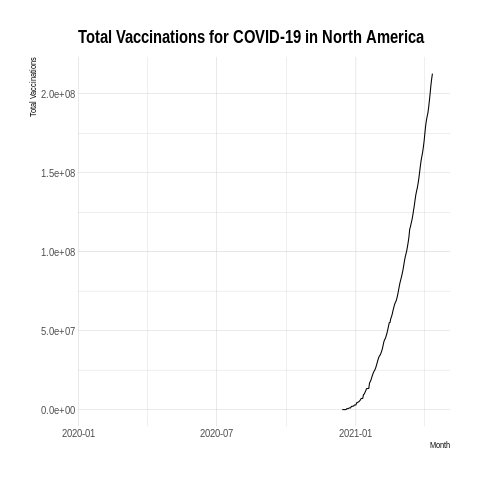 Total Vaccinations for COVID-19 in North America
Total Vaccinations
2.0e+08
1.5e+08
1.0e+08
5.0e+07
0.0e+00
2020-01
2020-07
2021-01
Month